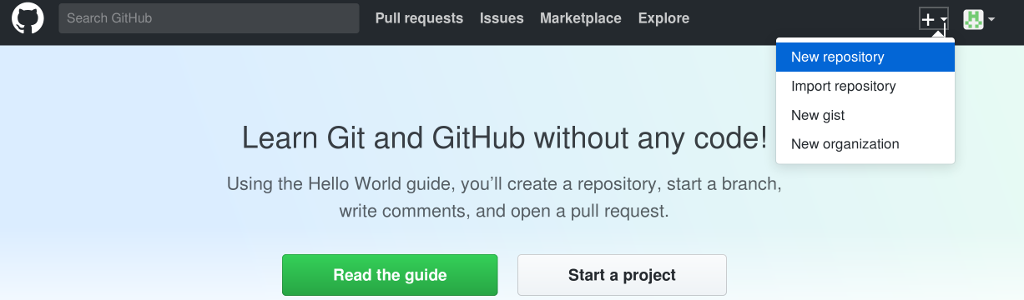 Search GitHub
Pull requests
Issues
Marketplace
Explore
New repository
Import repository
New gist
New organization
Learn Git and GitHub without any code!
Using the Hello World guide, you’ll create a repository, start a branch,
write comments, and open a pull request.
Read the guide
Start a project